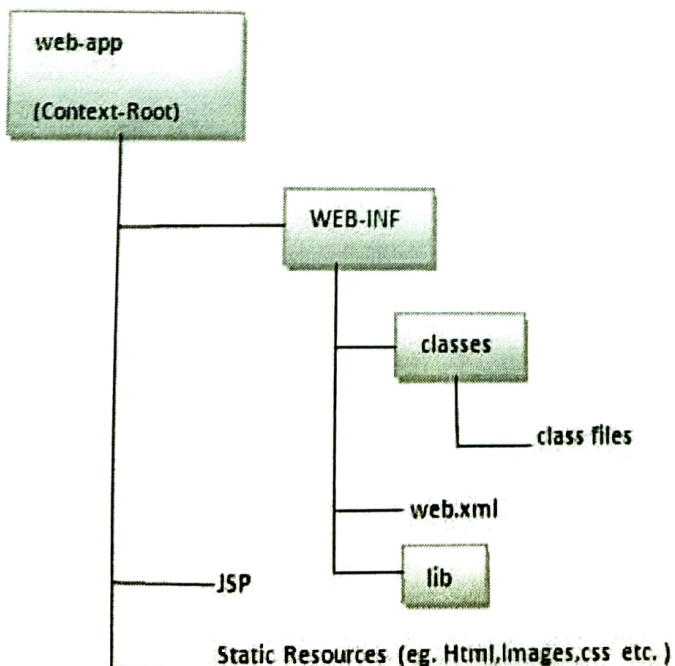 web-app
(Context-Root)
WEB-INF
classes
class files
web.xml
lib
JSP
Static Resources (eg. Html,Images,css etc. )